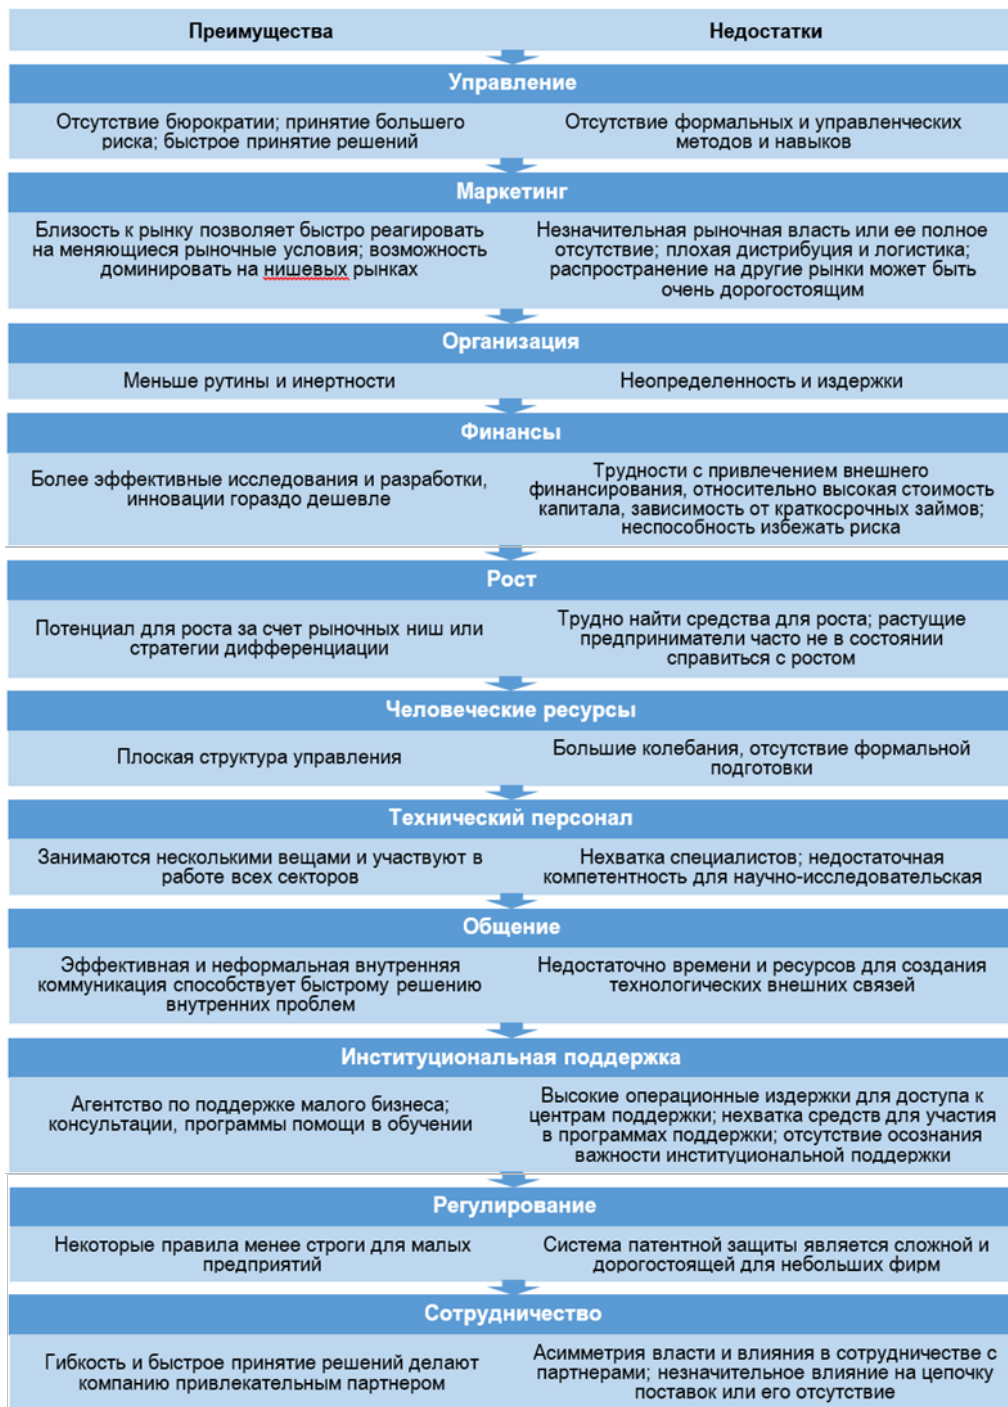 Преимущества
Недостатки
Управление
Отсутствие бюрократии; принятие большего
риска; быстрое принятие решений
Отсутствие формальных и управленческих
методов и навыков
Маркетинг
Близость к рынку позволяет быстро реагировать
на меняющиеся рыночные условия; возможность
доминировать на нишевых рынках
Незначительная рыночная власть или ее полное
отсутствие; плохая дистрибуция и логистика;
распространение на другие рынки может быть
очень дорогостоящим
Организация
Меньше рутины и инертности
Неопределенность и издержки
Финансы
Более эффективные исследования и разработки,
инновации гораздо дешевле
Трудности с привлечением внешнего
финансирования, относительно высокая стоимость
капитала, зависимость от краткосрочных займов;
неспособность избежать риска
Рост
Потенциал для роста за счет рыночных ниш или
стратегии дифференциации
Трудно найти средства для роста; растущие
предприниматели часто не в состоянии
справиться с ростом
Человеческие ресурсы
Плоская структура управления
Большие колебания, отсутствие формальной
подготовки
Технический персонал
Занимаются несколькими вещами и участвуют в
работе всех секторов
Нехватка специалистов; недостаточная
компетентность для научно-исследовательская
Общение
Эффективная и неформальная внутренняя
коммуникация способствует быстрому решению
внутренних проблем
Недостаточно времени и ресурсов для создания
технологических внешних связей
Институциональная поддержка
Агентство по поддержке малого бизнеса;
консультации, программы помощи в обучении
Высокие операционные издержки для доступа к
центрам поддержки; нехватка средств для участия
в программах поддержки; отсутствие осознания
важности институциональной поддержки
Регулирование
Некоторые правила менее строги для малых
предприятий
Система патентной защиты является сложной и
дорогостоящей для небольших фирм
Сотрудничество
Гибкость и быстрое принятие решений делают
компанию привлекательным партнером
Асимметрия власти и влияния в сотрудничестве с
партнерами; незначительное влияние на цепочку
поставок или его отсутствие